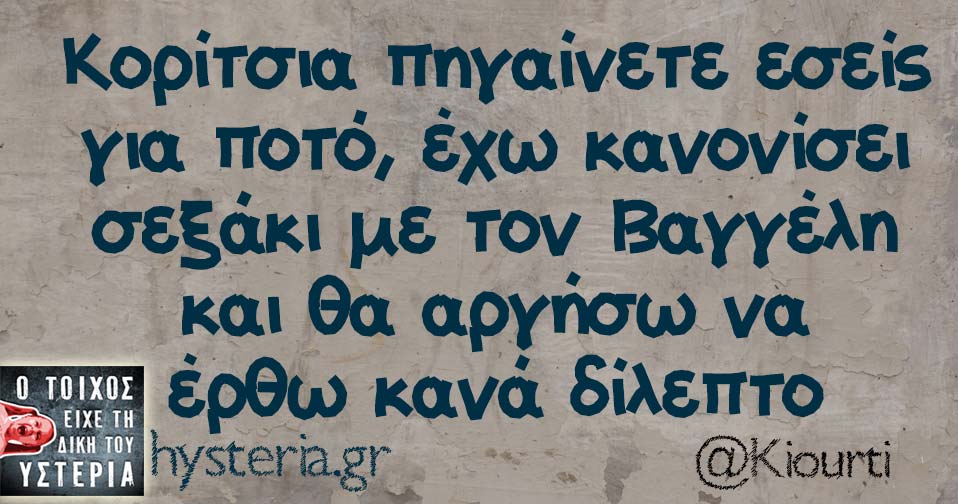 Κορίτσια πηγαίνετε εσείς
για ποτό, έχω κανονίσει
σεξάκι με τον Βαγγέλη
και θα αργήσω να
έρθω κανά δίλεπτο
Ο ΤΟΙΧΟΣ
ΕΙΧΕ ΤΗ
ΔΙΚΗ ΤΟΥ
ΥΣΤΕΡΙΑ
hysteria.gr
@Kiourti